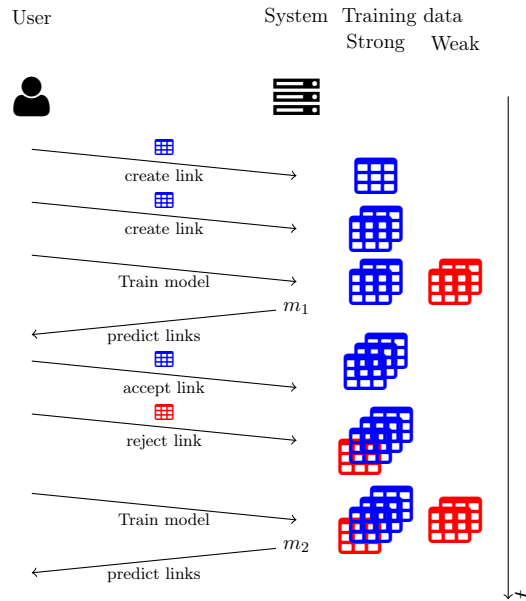 User
System
Training data
Strong
Weak
create link
create link
Train model
m1
predict links
accept link
reject link
Train model
m2
predict links
t